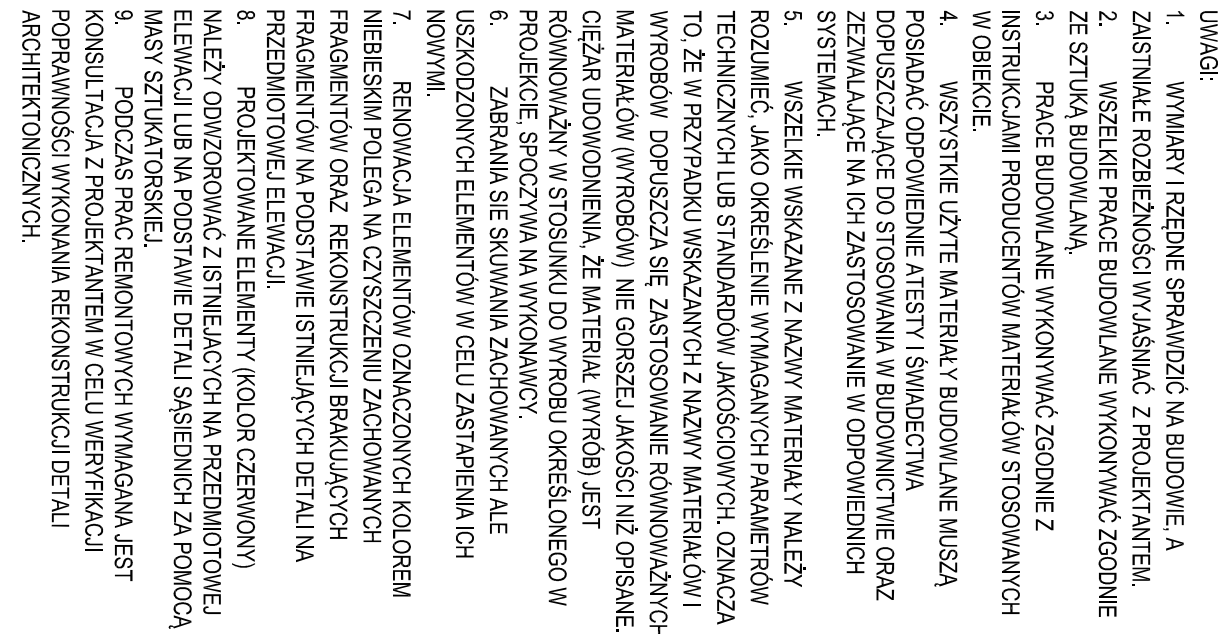 UWAGI:
1. WYMIARY I RZĘDNE SPRAWDZIĆ NA BUDOWIE, A
ZAISTNIAŁE ROZBIEŻNOŚCI WYJAŚNIAĆ Z PROJEKTANTEM.
2. WSZELKIE PRACE BUDOWLANE WYKONYWAĆ ZGODNIE
ZE SZTUKĄ BUDOWLANĄ.
3. PRACE BUDOWLANE WYKONYWAĆ ZGODNIE Z
INSTRUKCJAMI PRODUCENTÓW MATERIAŁÓW STOSOWANYCH
W OBIEKCIE.
4. WSZYSTKIE UŻYTE MATERIAŁY BUDOWLANE MUSZĄ
POSIADAĆ ODPOWIEDNIE ATESTY I ŚWIADECTWA
DOPUSZCZAJĄCE DO STOSOWANIA W BUDOWNICTWIE ORAZ
ZEZWALAJĄCE NA ICH ZASTOSOWANIE W ODPOWIEDNICH
SYSTEMACH.
5. WSZELKIE WSKAZANE Z NAZWY MATERIAŁY NALEŻY
ROZUMIEĆ, JAKO OKREŚLENIE WYMAGANYCH PARAMETRÓW
TECHNICZNYCH LUB STANDARDÓW JAKOŚCIOWYCH. OZNACZA
TO, ŻE W PRZYPADKU WSKAZANYCH Z NAZWY MATERIAŁÓW I
WYROBÓW DOPUSZCZA SIĘ ZASTOSOWANIE RÓWNOWAŻNYCH
MATERIAŁÓW (WYROBÓW) NIE GORSZEJ JAKOŚCI NIŻ OPISANE.
CIĘŻAR UDOWODNIENIA, ŻE MATERIAŁ (WYRÓB) JEST
RÓWNOWAŻNY W STOSUNKU DO WYROBU OKREŚLONEGO W
PROJEKCIE, SPOCZYWA NA WYKONAWCY.
6. ZABRANIA SIE SKUWANIA ZACHOWANYCH ALE
USZKODZONYCH ELEMENTÓW W CELU ZASTAPIENIA ICH
NOWYMI.
7. RENOWACJA ELEMENTÓW OZNACZONYCH KOLOREM
NIEBIESKIM POLEGA NA CZYSZCZENIU ZACHOWANYCH
FRAGMENTÓW ORAZ REKONSTRUKCJI BRAKUJĄCYCH
FRAGMENTÓW NA PODSTAWIE ISTNIEJĄCYCH DETALI NA
PRZEDMIOTOWEJ ELEWACJI.
8. PROJEKTOWANE ELEMENTY (KOLOR CZERWONY)
NALEŻY ODWZOROWAĆ Z ISTNIEJACYCH NA PRZEDMIOTOWEJ
ELEWACJI LUB NA PODSTAWIE DETALI SĄSIEDNICH ZA POMOCĄ
MASY SZTUKATORSKIEJ.
9. PODCZAS PRAC REMONTOWYCH WYMAGANA JEST
KONSULTACJA Z PROJEKTANTEM W CELU WERYFIKACJI
POPRAWNOŚCI WYKONANIA REKONSTRUKCJI DETALI
ARCHITEKTONICZNYCH.